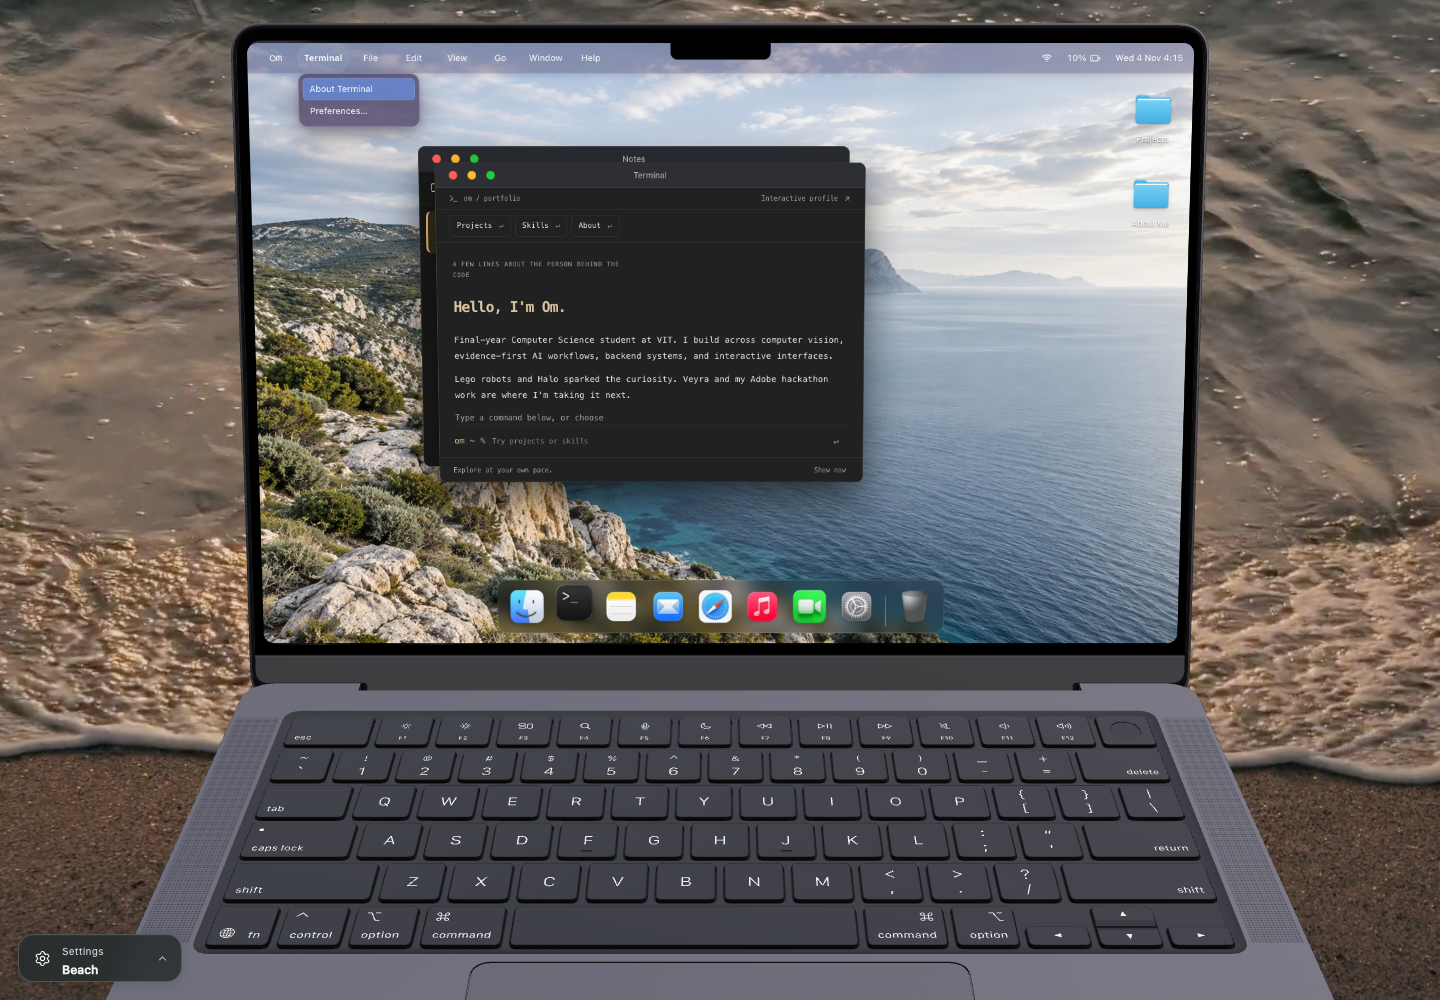 Om Terminal File Edit View Go Window Help 10% Wed 4 Nov 4:15
About Terminal
Preferences...
Projects
About Me
Notes
Terminal
om / portfolio Interactive profile
Projects Skills About
A FEW LINES ABOUT THE PERSON BEHIND THE
CODE
Hello, I'm Om.
Final-year Computer Science student at VIT. I build across computer vision,
evidence-first AI workflows, backend systems, and interactive interfaces.
Lego robots and Halo sparked the curiosity. Veyra and my Adobe hackathon
work are where I'm taking it next.
Type a command below, or choose
om ~ % Try projects or skills
Explore at your own pace. Show now
>_
esc F1 F2 F3 F4 F5 F6 F7 F8 F9 F10 F11 F12
~ ! @ # $ % ^ & * ( ) — +
` 1 2 3 4 5 6 7 8 9 0 - = delete
tab Q W E R T Y U I O P { [ } ] | \
caps lock A S D F G H J K L : ; " ' return
shift Z X C V B N M < , > . ? / shift
fn control option command command option
Settings
Beach